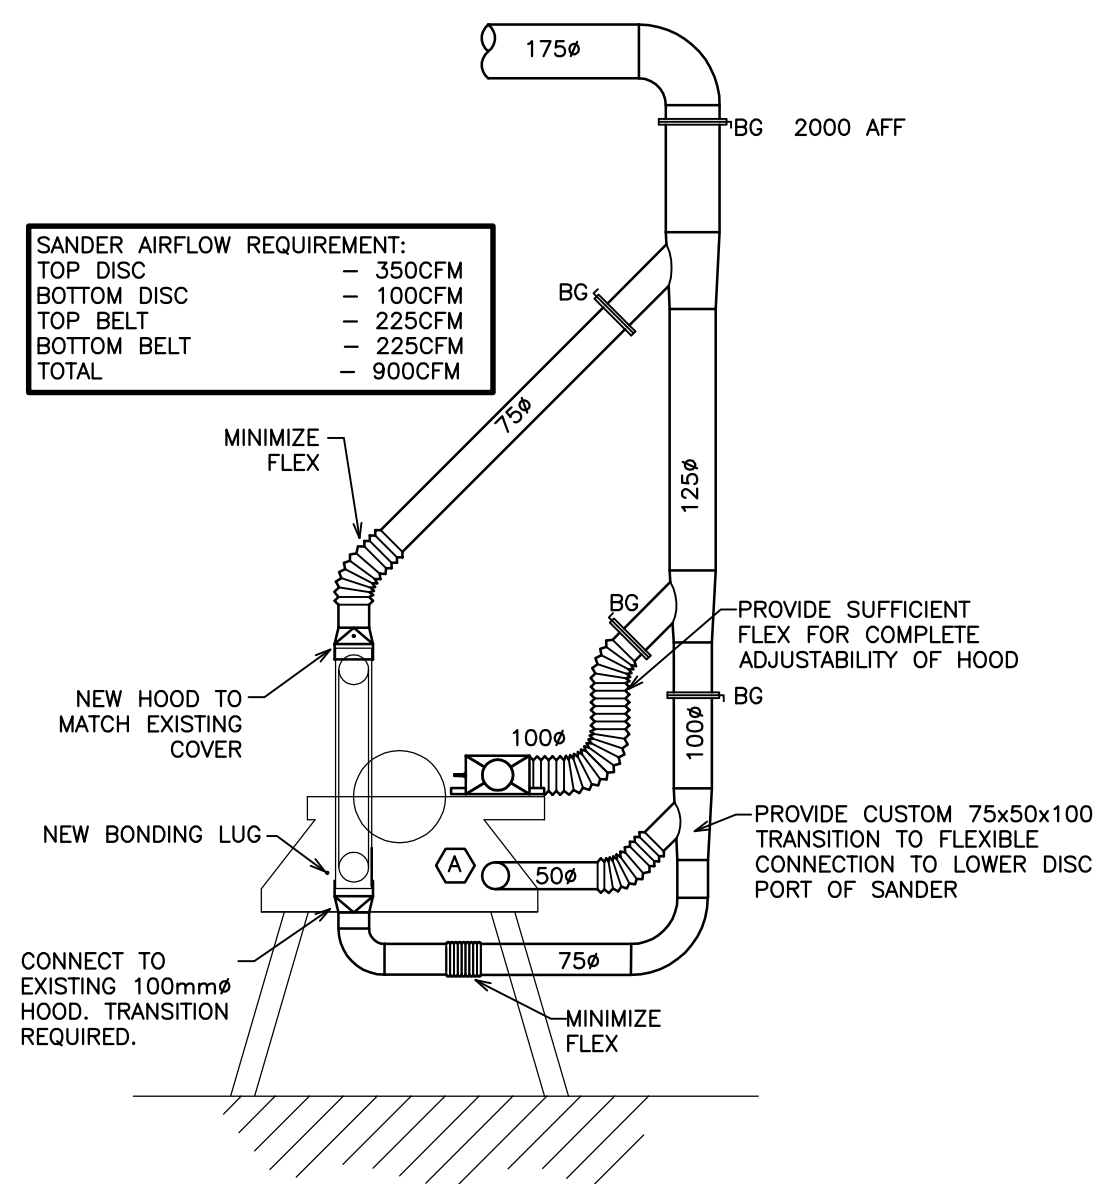 175ø
BG 2000 AFF
SANDER AIRFLOW REQUIREMENT:
TOP DISC – 350CFM
BOTTOM DISC – 100CFM
TOP BELT – 225CFM
BOTTOM BELT – 225CFM
TOTAL – 900CFM
BG
75ø
MINIMIZE
FLEX
125ø
BG
PROVIDE SUFFICIENT
FLEX FOR COMPLETE
ADJUSTABILITY OF HOOD
NEW HOOD TO
MATCH EXISTING
COVER
BG
100ø
100ø
PROVIDE CUSTOM 75x50x100
TRANSITION TO FLEXIBLE
CONNECTION TO LOWER DISC
PORT OF SANDER
NEW BONDING LUG
A
50ø
CONNECT TO
EXISTING 100mmø
HOOD. TRANSITION
REQUIRED.
75ø
MINIMIZE
FLEX